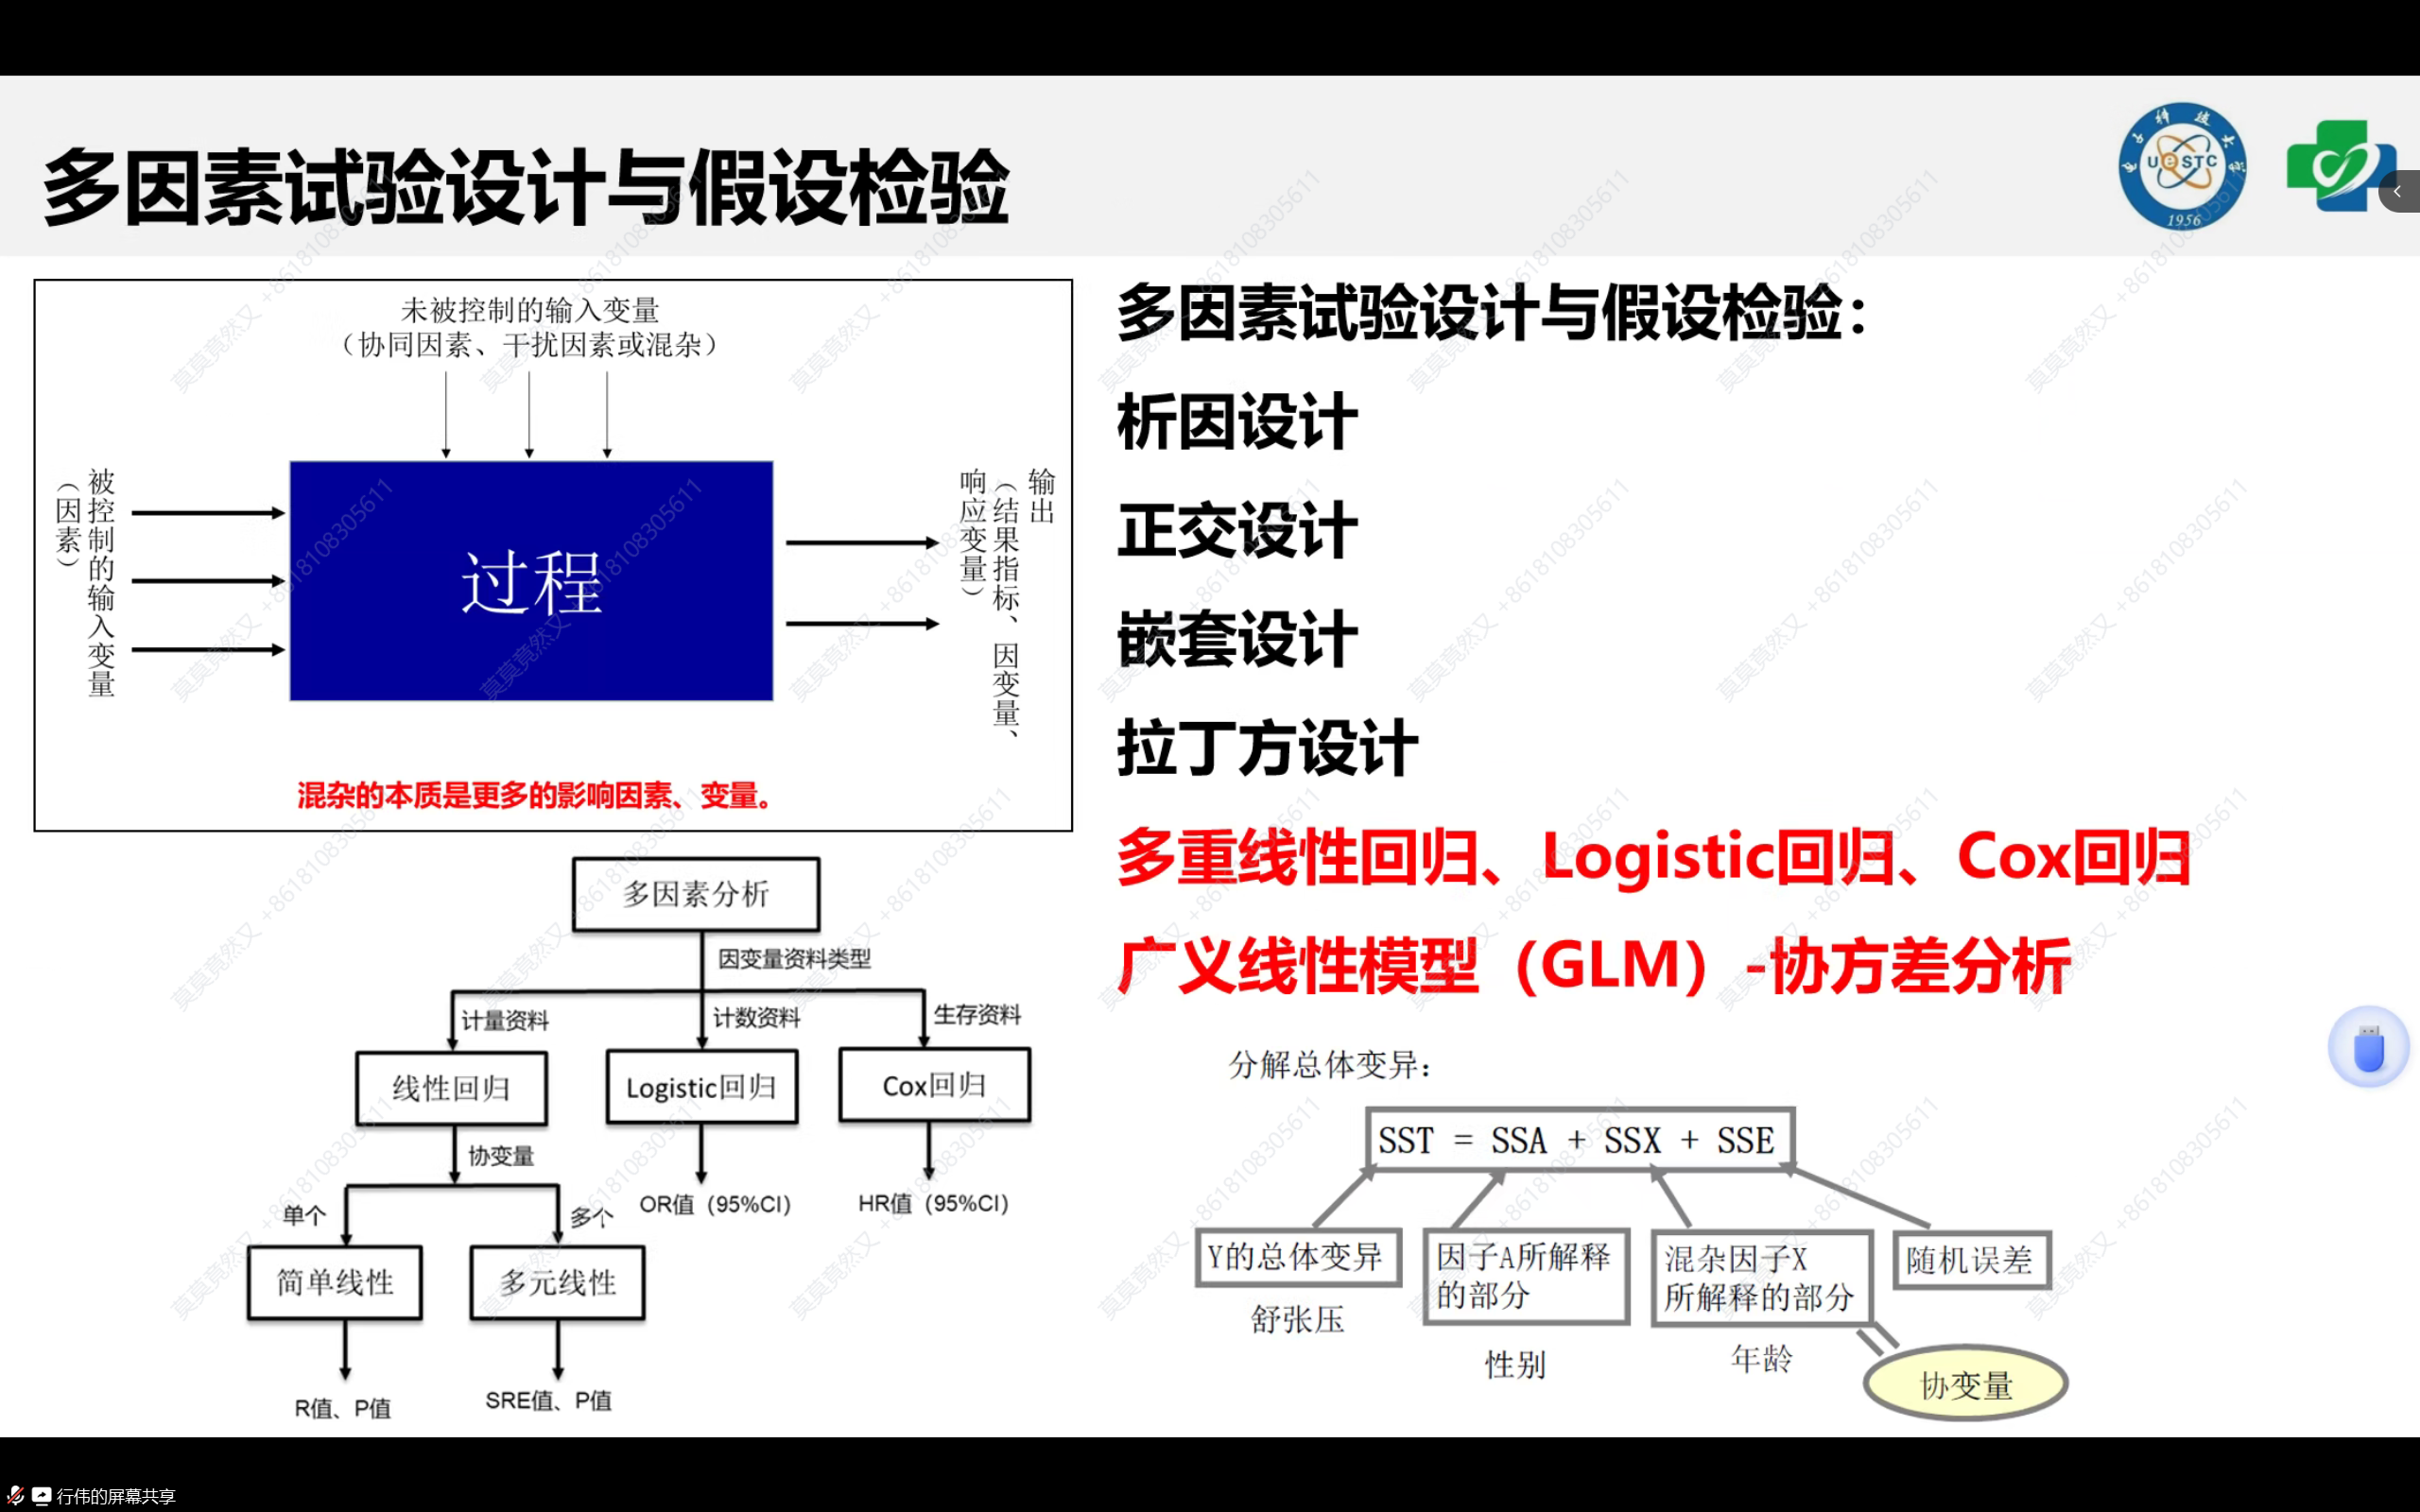 多因素试验设计与假设检验
UESTC
1956
未被控制的输入变量
（协同因素、干扰因素或混杂）
被控制的输入变量
（因素）
过程
输出
（结果指标、因变量、
响应变量）
混杂的本质是更多的影响因素、变量。
多因素分析
因变量资料类型
计量资料
计数资料
生存资料
线性回归
Logistic回归
Cox回归
协变量
OR值（95%CI）
HR值（95%CI）
单个
多个
简单线性
多元线性
R值、P值
SRE值、P值
多因素试验设计与假设检验：
析因设计
正交设计
嵌套设计
拉丁方设计
多重线性回归、Logistic回归、Cox回归
广义线性模型（GLM）-协方差分析
分解总体变异：
SST = SSA + SSX + SSE
Y的总体变异
因子A所解释
的部分
混杂因子X
所解释的部分
随机误差
舒张压
性别
年龄
协变量
莫莫竟然又 +8618108305611
行伟的屏幕共享